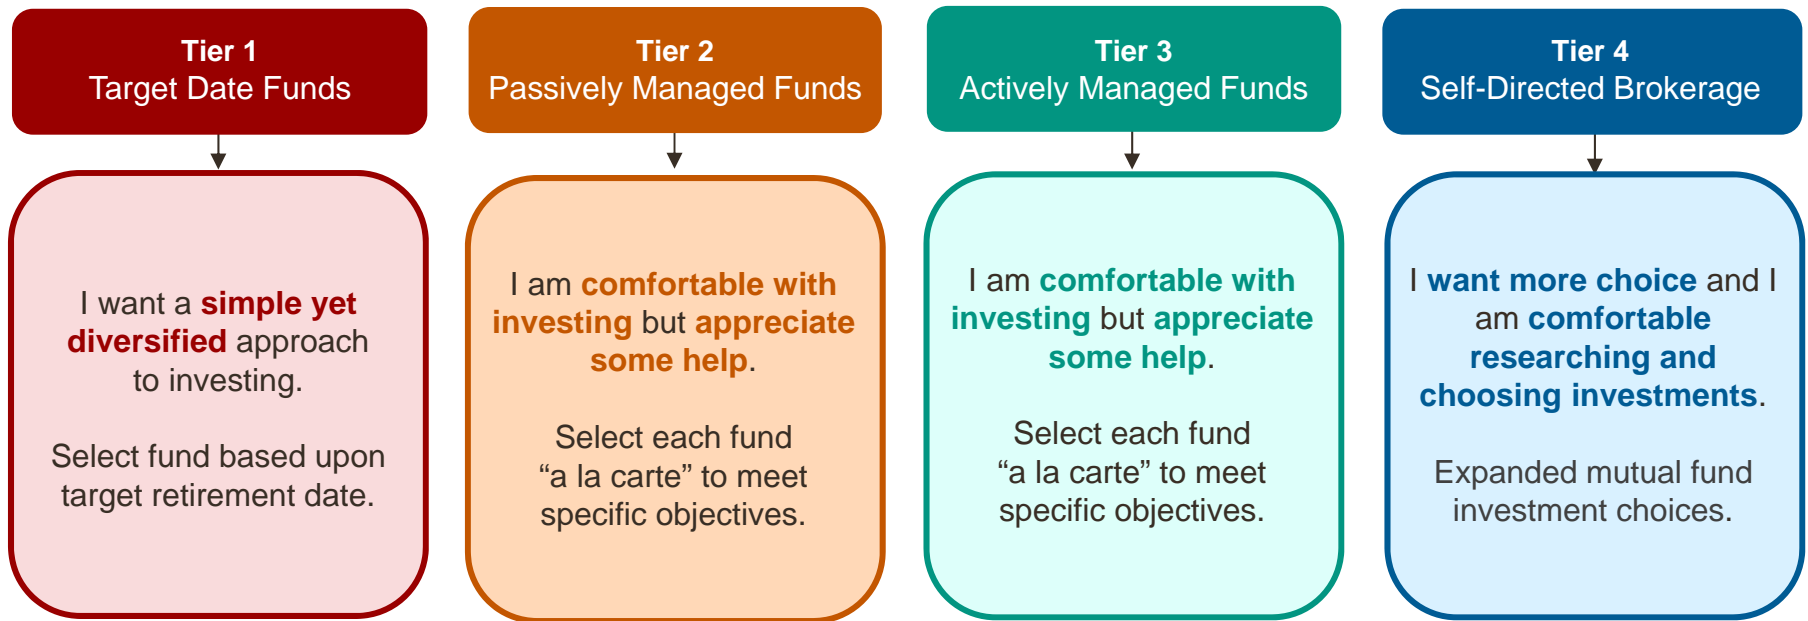 Tier 1
Target Date Funds
I want a simple yet
diversified approach
to investing.
Select fund based upon
target retirement date.
Tier 2
Passively Managed Funds
I am comfortable with
investing but appreciate
some help.
Select each fund
“a la carte” to meet
specific objectives.
Tier 3
Actively Managed Funds
I am comfortable with
investing but appreciate
some help.
Select each fund
“a la carte” to meet
specific objectives.
Tier 4
Self-Directed Brokerage
I want more choice and I
am comfortable
researching and
choosing investments.
Expanded mutual fund
investment choices.